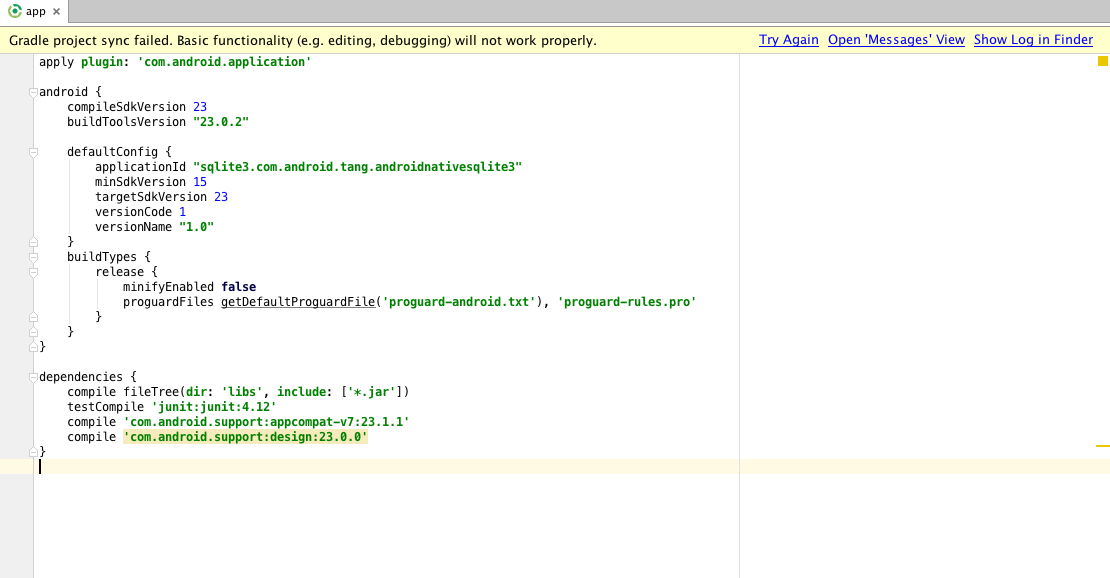 app
Gradle project sync failed. Basic functionality (e.g. editing, debugging) will not work properly. Try Again Open 'Messages' View Show Log in Finder
apply plugin: 'com.android.application'
android {
compileSdkVersion 23
buildToolsVersion "23.0.2"
defaultConfig {
applicationId "sqlite3.com.android.tang.androidnativesqlite3"
minSdkVersion 15
targetSdkVersion 23
versionCode 1
versionName "1.0"
}
buildTypes {
release {
minifyEnabled false
proguardFiles getDefaultProguardFile('proguard-android.txt'), 'proguard-rules.pro'
}
}
}
dependencies {
compile fileTree(dir: 'libs', include: ['*.jar'])
testCompile 'junit:junit:4.12'
compile 'com.android.support:appcompat-v7:23.1.1'
compile 'com.android.support:design:23.0.0'
}